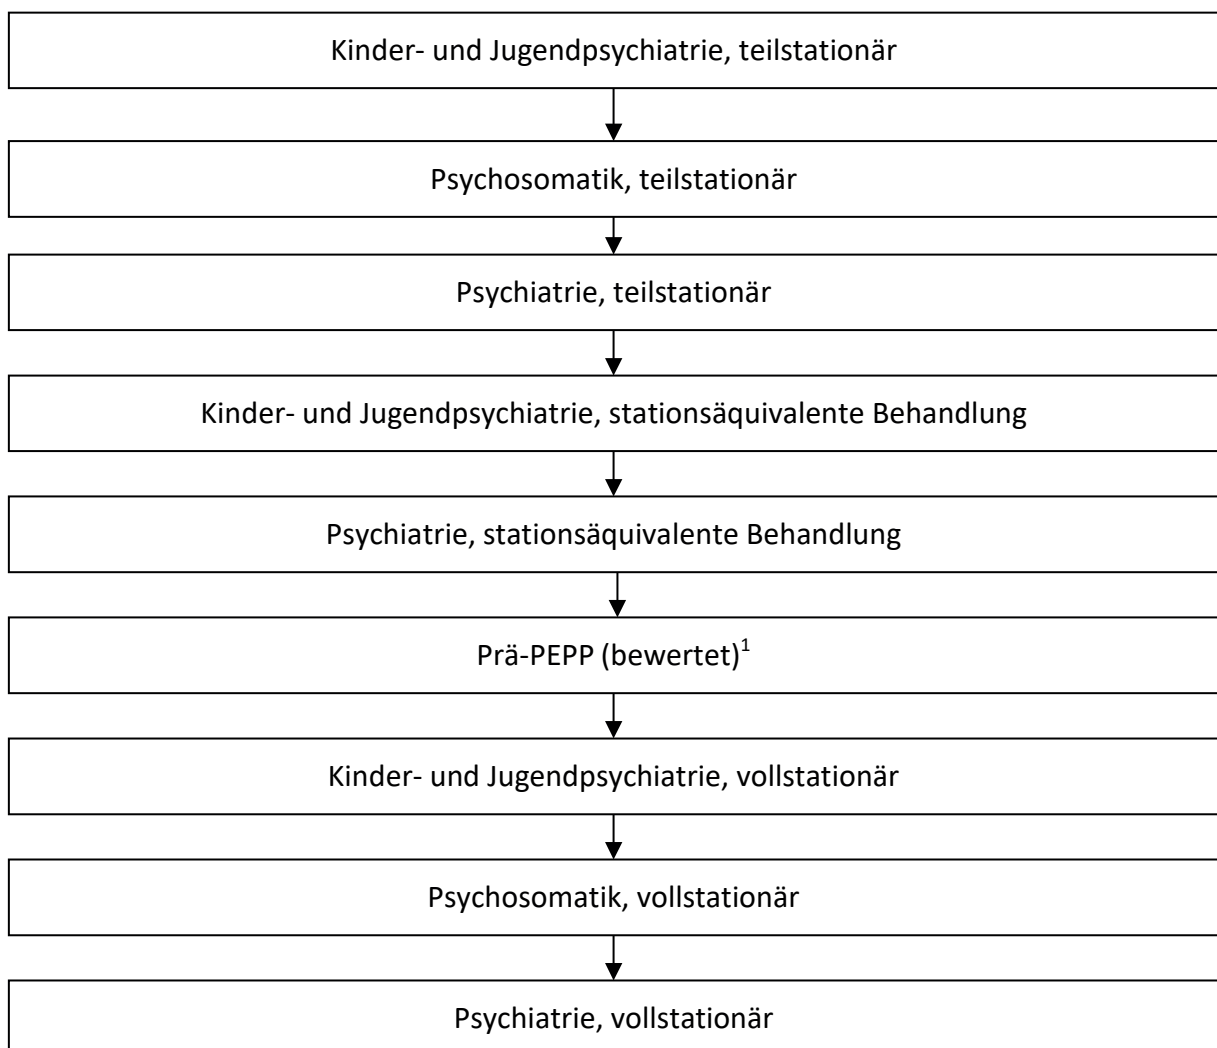 Kinder- und Jugendpsychiatrie, teilstationär
Psychosomatik, teilstationär
Psychiatrie, teilstationär
Kinder- und Jugendpsychiatrie, stationsäquivalente Behandlung
Psychiatrie, stationsäquivalente Behandlung
Prä-PEPP (bewertet)¹
Kinder- und Jugendpsychiatrie, vollstationär
Psychosomatik, vollstationär
Psychiatrie, vollstationär